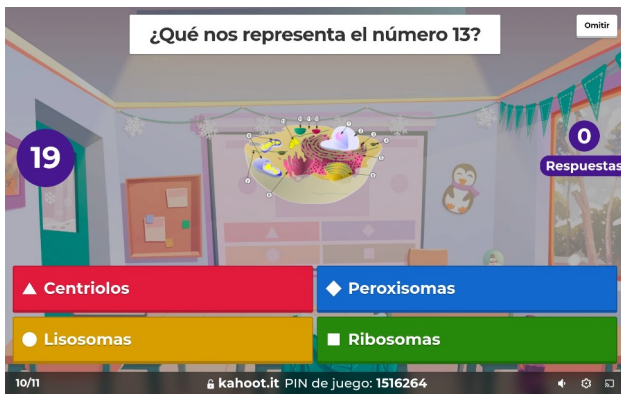 ¿Qué nos representa el número 13?
Omitir
19
0
Respuestas
Centriolos
Peroxisomas
Lisosomas
Ribosomas
10/11
kahoot.it PIN de juego: 1516264